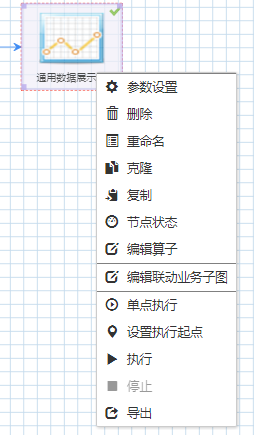 通用数据展示
参数设置
删除
重命名
克隆
复制
节点状态
编辑算子
编辑联动业务子图
单点执行
设置执行起点
执行
停止
导出